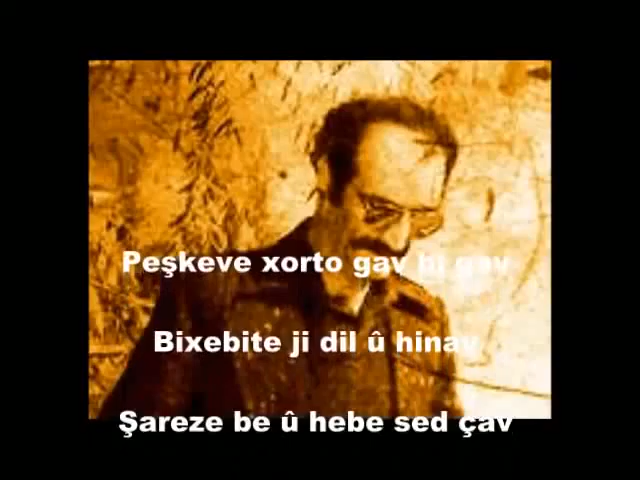 Peşkeve xorto gav bi gav
Bixebite ji dil û hinav
Şareze be û hebe sed çav